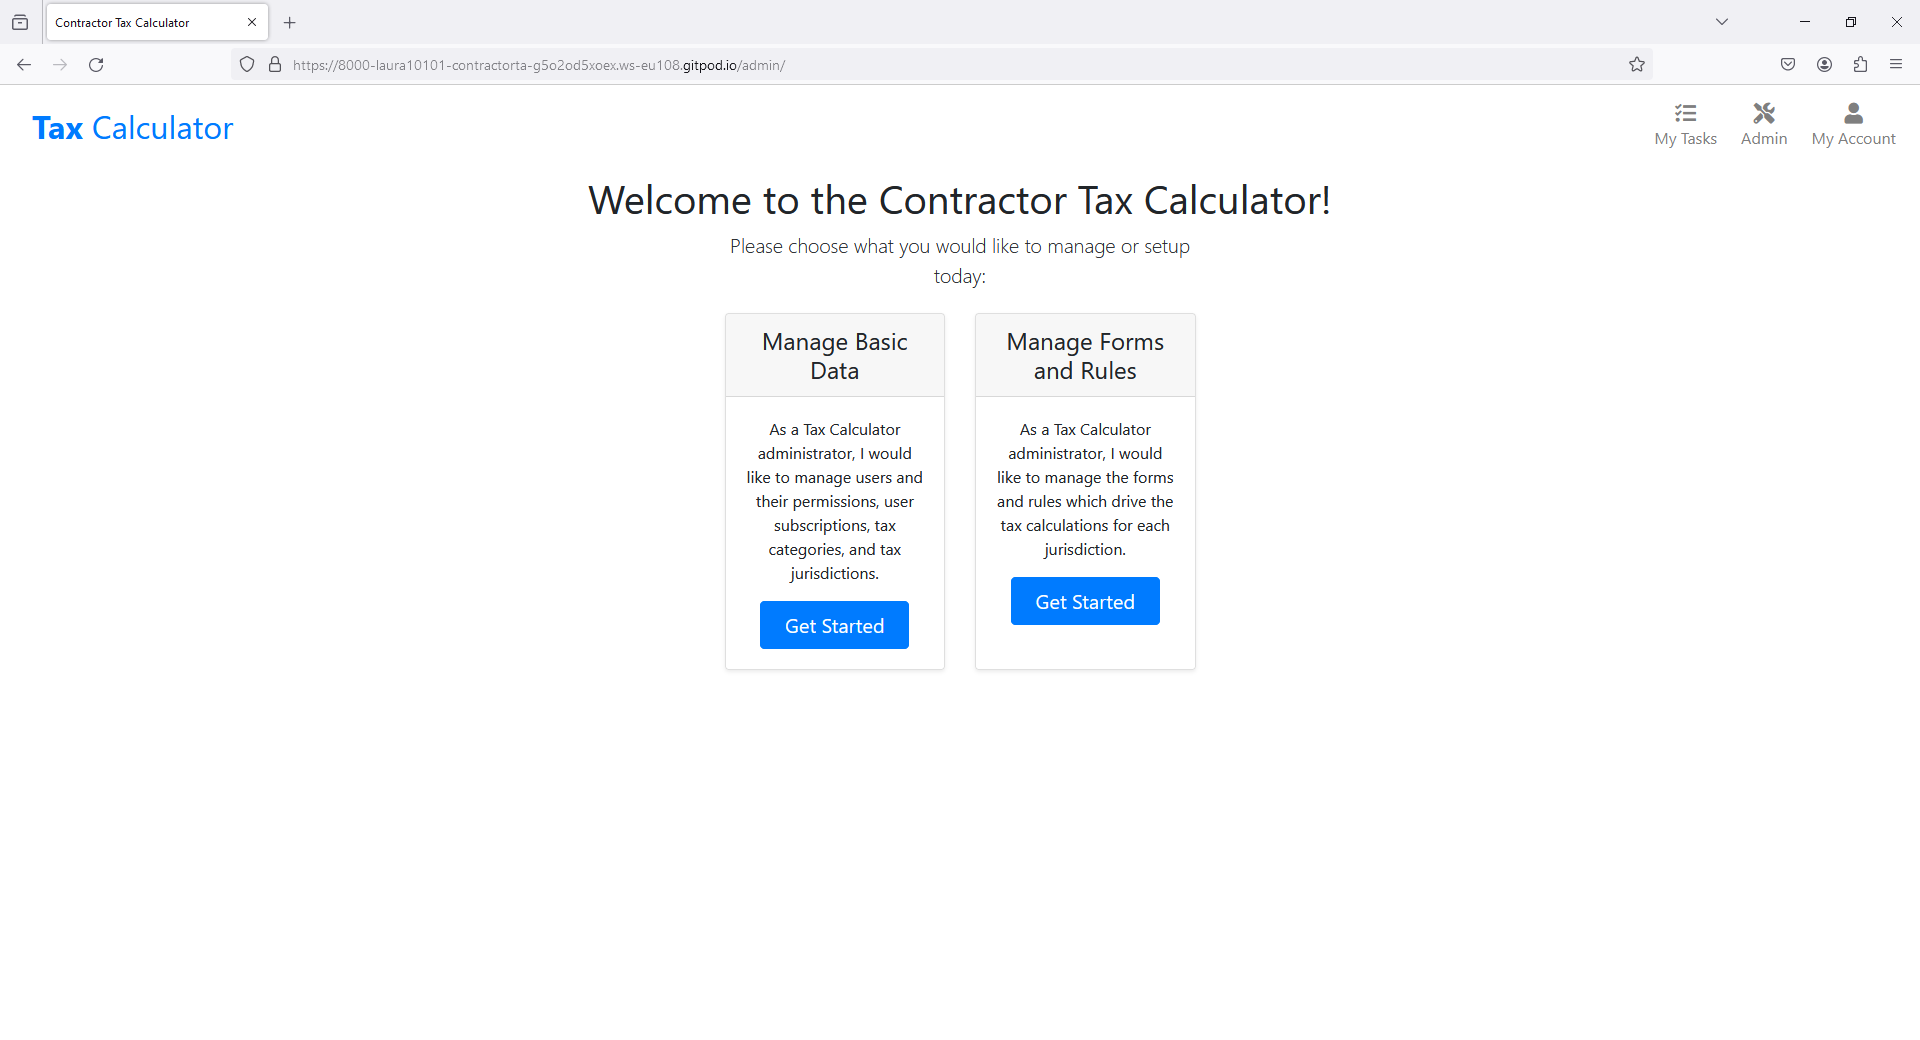 Contractor Tax Calculator
https://8000-laura10101-contractorta-g5o2od5xoex.ws-eu108.gitpod.io/admin/
Tax Calculator
My Tasks
Admin
My Account
Welcome to the Contractor Tax Calculator!
Please choose what you would like to manage or setup
today:
Manage Basic
Data
As a Tax Calculator
administrator, I would
like to manage users and
their permissions, user
subscriptions, tax
categories, and tax
jurisdictions.
Get Started
Manage Forms
and Rules
As a Tax Calculator
administrator, I would
like to manage the forms
and rules which drive the
tax calculations for each
jurisdiction.
Get Started